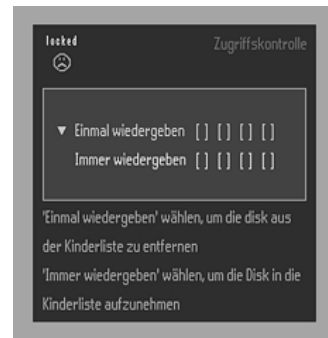 locked
Zugriffskontrolle
▼ Einmal wiedergeben [ ] [ ] [ ] [ ]
Immer wiedergeben [ ] [ ] [ ] [ ]
'Einmal wiedergeben' wählen, um die disk aus
der Kinderliste zu entfernen
'Immer wiedergeben' wählen, um die Disk in die
Kinderliste aufzunehmen